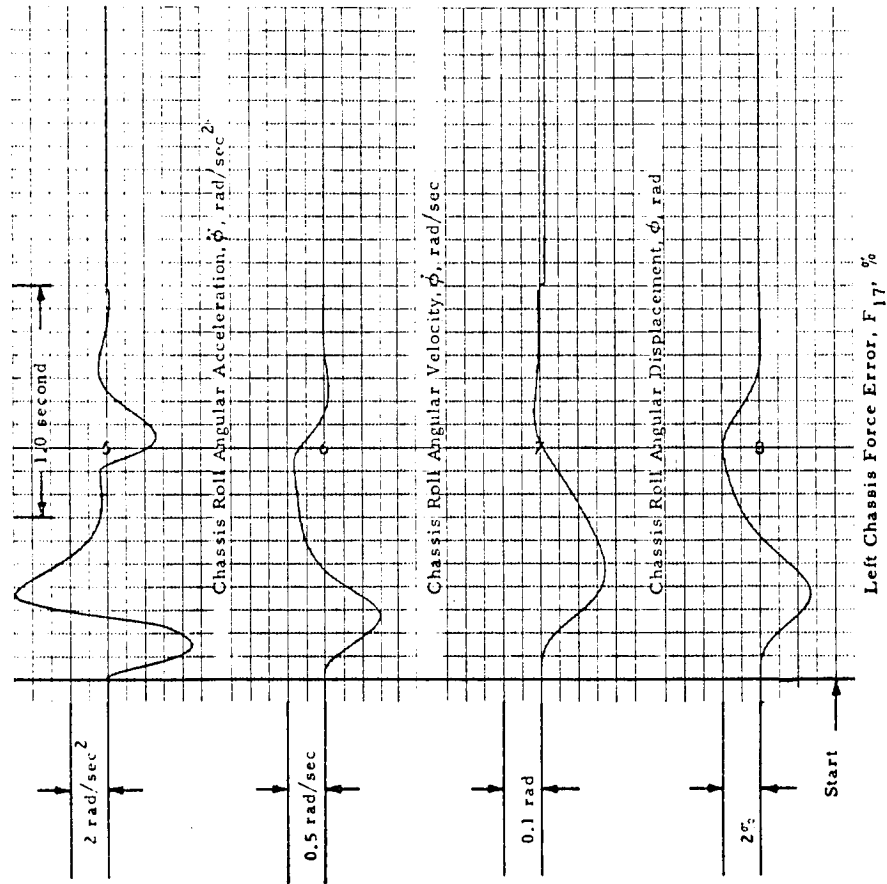 1.0 second
2 rad/sec²
Chassis Roll Angular Acceleration, φ̈, rad/sec²
0.5 rad/sec
Chassis Roll Angular Velocity, φ̇, rad/sec
0.1 rad
Chassis Roll Angular Displacement, φ, rad
Start
Left Chassis Force Error, F₁₇, %